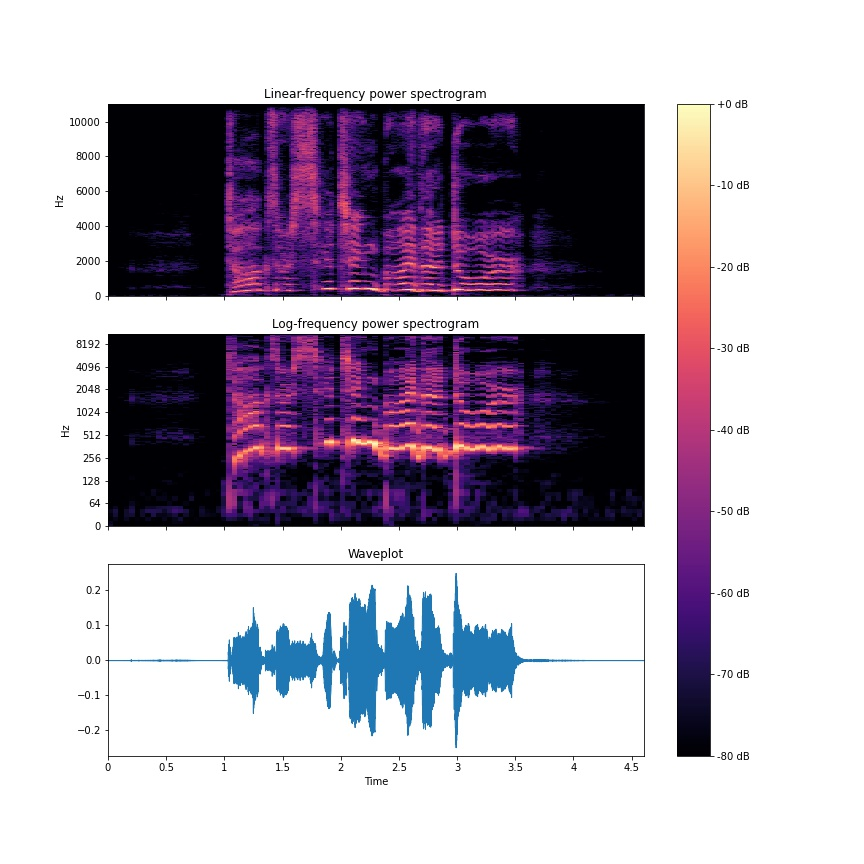 Linear-frequency power spectrogram
10000
8000
6000
4000
2000
0
Hz
Log-frequency power spectrogram
8192
4096
2048
1024
512
256
128
64
0
Hz
Waveplot
0.2
0.1
0.0
−0.1
−0.2
0
0.5
1
1.5
2
2.5
3
3.5
4
4.5
Time
+0 dB
-10 dB
-20 dB
-30 dB
-40 dB
-50 dB
-60 dB
-70 dB
-80 dB